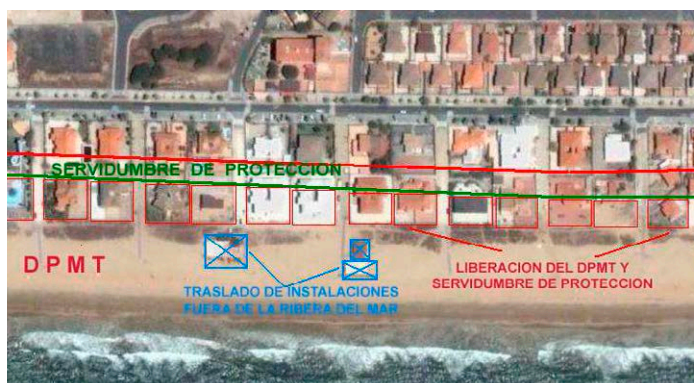 SERVIDUMBRE DE PROTECCION
DPMT
LIBERACION DEL DPMT Y
SERVIDUMBRE DE PROTECCION
TRASLADO DE INSTALACIONES
FUERA DE LA RIBERA DEL MAR